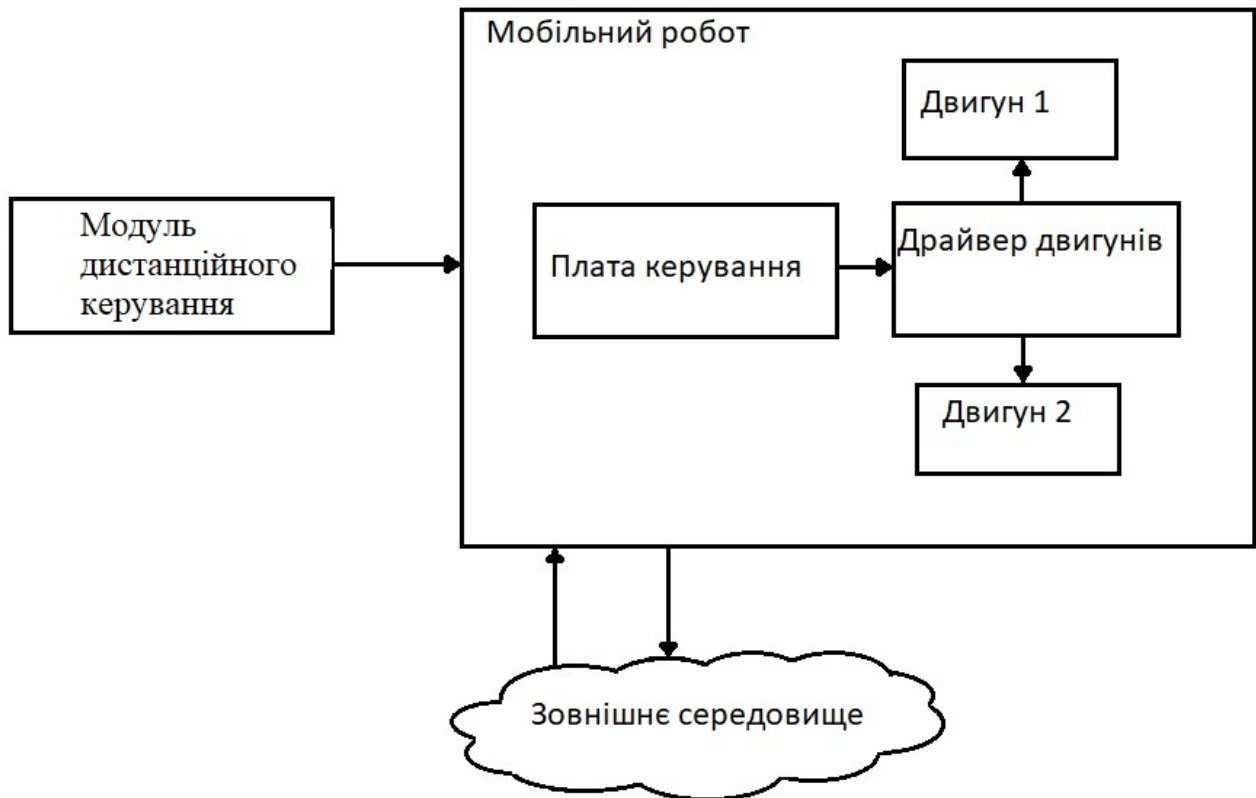 Мобільний робот
Двигун 1
Модуль
дистанційного
керування
Плата керування
Драйвер двигунів
Двигун 2
Зовнішнє середовище